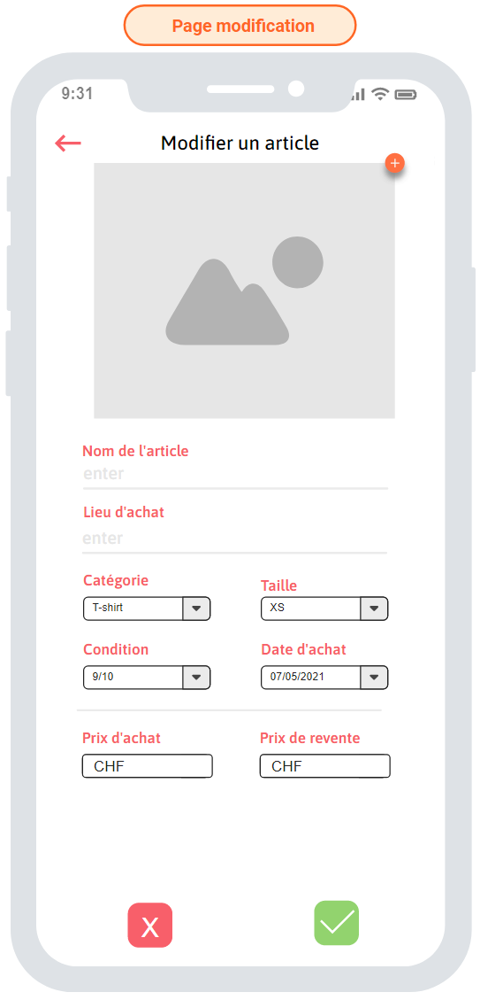 Page modification
9:31
Modifier un article
+
Nom de l'article
enter
Lieu d'achat
enter
Catégorie
Taille
T-shirt
XS
Condition
Date d'achat
9/10
07/05/2021
Prix d'achat
Prix de revente
CHF
CHF
X